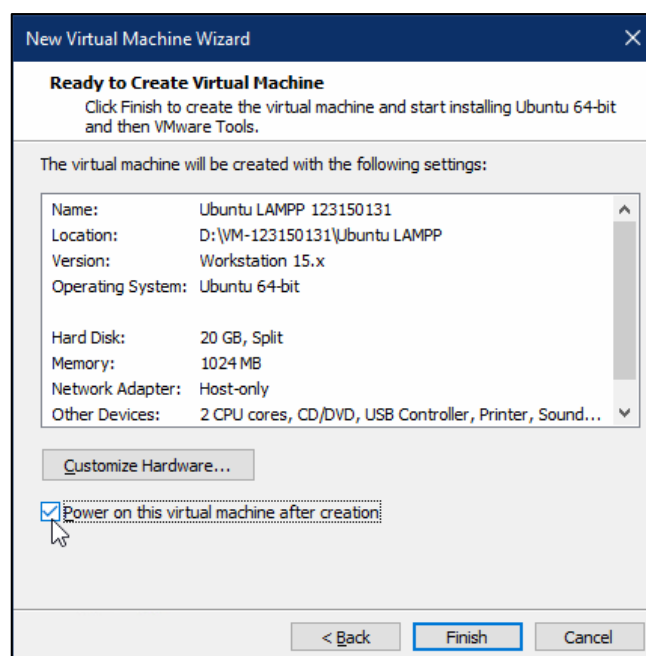 New Virtual Machine Wizard
Ready to Create Virtual Machine
Click Finish to create the virtual machine and start installing Ubuntu 64-bit
and then VMware Tools.
The virtual machine will be created with the following settings:
Name: Ubuntu LAMPP 123150131
Location: D:\VM-123150131\Ubuntu LAMPP
Version: Workstation 15.x
Operating System: Ubuntu 64-bit
Hard Disk: 20 GB, Split
Memory: 1024 MB
Network Adapter: Host-only
Other Devices: 2 CPU cores, CD/DVD, USB Controller, Printer, Sound...
Customize Hardware...
Power on this virtual machine after creation
< Back Finish Cancel